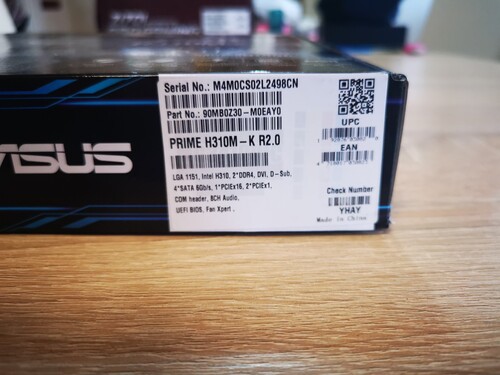 ASUS
Serial No.: M4M0CS02L2498CN
Part No.: 90MB0Z30-M0EAY0
PRIME H310M-K R2.0
LGA 1151, Intel H310, 2*DDR4, DVI, D-Sub,
4*SATA 6Gb/s, 1*PCIEx16, 2*PCIEx1,
COM header, 8CH Audio,
UEFI BIOS, Fan Xpert ,
UPC
EAN
Check Number
YHAY
Made in China